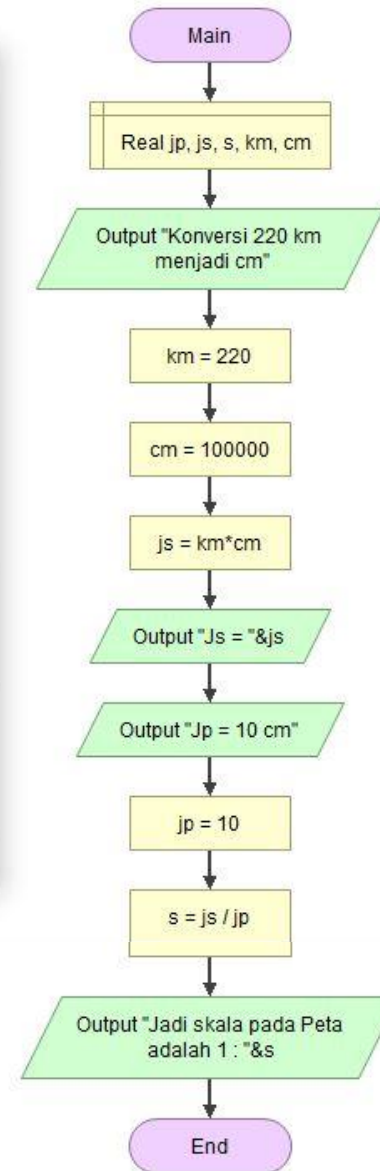 Main
Real jp, js, s, km, cm
Output "Konversi 220 km
menjadi cm"
km = 220
cm = 100000
js = km*cm
Output "Js = "&js
Output "Jp = 10 cm"
jp = 10
s = js / jp
Output "Jadi skala pada Peta
adalah 1 : "&s
End